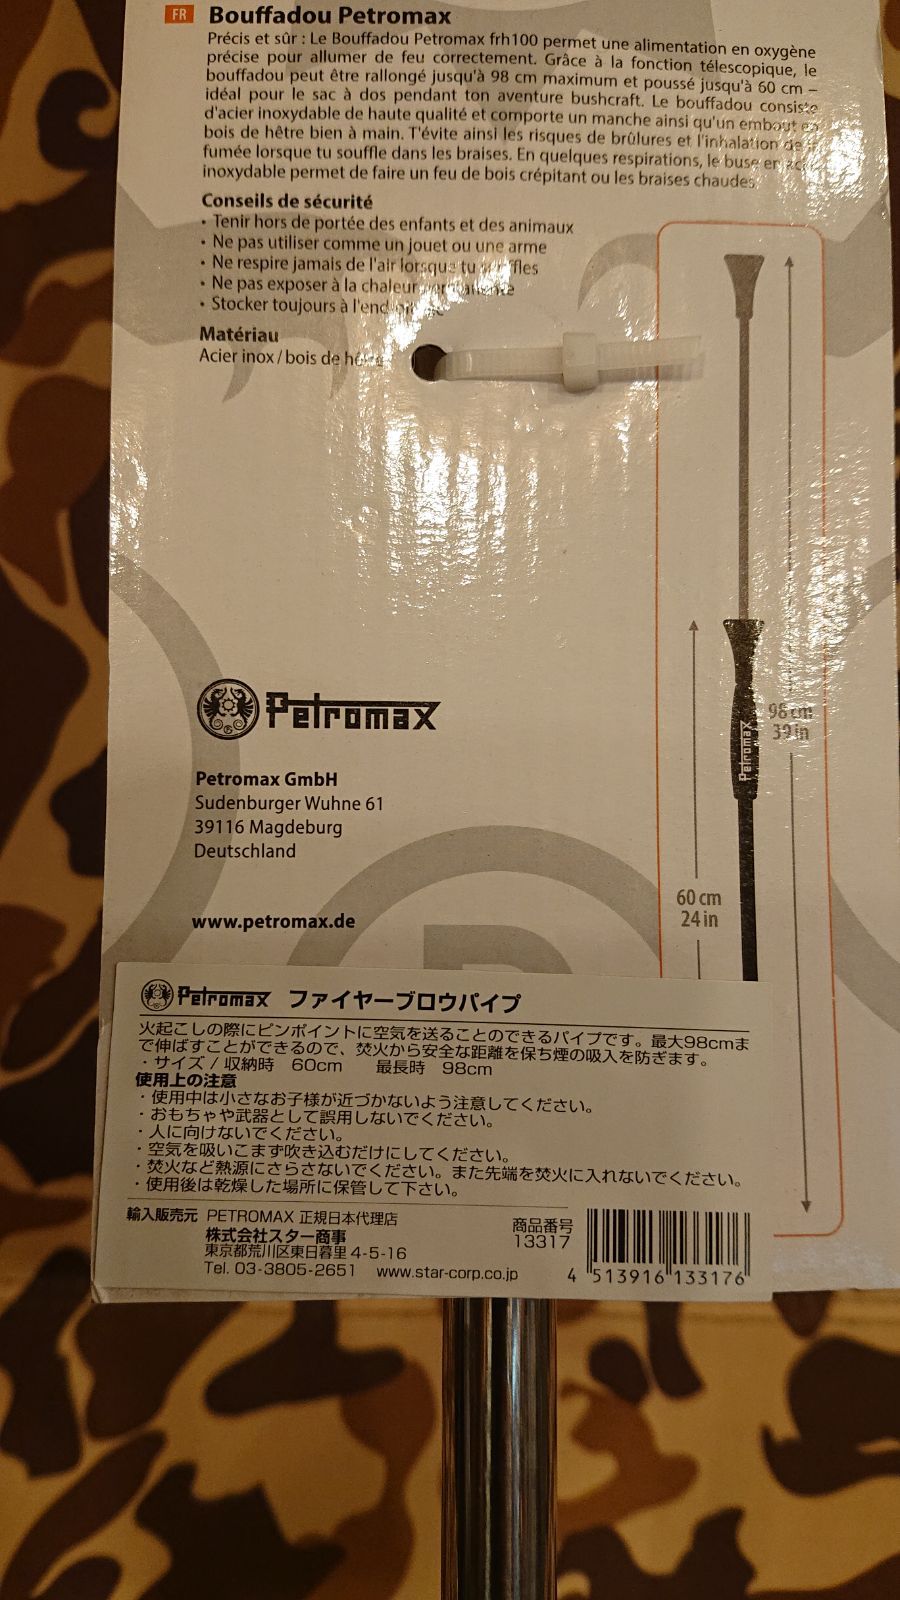 FR Bouffadou Petromax
Précis et sûr : Le Bouffadou Petromax frh100 permet une alimentation en oxygène
précise pour allumer de feu correctement. Grâce à la fonction télescopique, le
bouffadou peut être rallongé jusqu'à 98 cm maximum et poussé jusqu'à 60 cm –
idéal pour le sac à dos pendant ton aventure bushcraft. Le bouffadou consiste
d'acier inoxydable de haute qualité et comporte un manche ainsi qu'un embout en
bois de hêtre bien à main. T'évite ainsi les risques de brûlures et l'inhalation de
fumée lorsque tu souffle dans les braises. En quelques respirations, le buse en
inoxydable permet de faire un feu de bois crépitant ou les braises chaudes.
Conseils de sécurité
• Tenir hors de portée des enfants et des animaux
• Ne pas utiliser comme un jouet ou une arme
• Ne respire jamais de l'air lorsque tu
• Ne pas exposer à la chaleur
• Stocker toujours à
Matériau
Acier inox / bois de
Petromax
98 cm
39 in
Petromax
Petromax GmbH
Sudenburger Wuhne 61
39116 Magdeburg
Deutschland
60 cm
24 in
www.petromax.de
Petromax ファイヤーブロウパイプ
火起こしの際にピンポイントに空気を送ることのできるパイプです。最大98cmま
で伸ばすことができるので、焚火から安全な距離を保ち煙の吸入を防ぎます。
・サイズ / 収納時 60cm 最長時 98cm
使用上の注意
・使用中は小さなお子様が近づかないよう注意してください。
・おもちゃや武器として誤用しないでください。
・人に向けないでください。
・空気を吸いこまず吹き込むだけにしてください。
・焚火など熱源にさらさないでください。また先端を焚火に入れないでください。
・使用後は乾燥した場所に保管して下さい。
輸入販売元 PETROMAX 正規日本代理店
株式会社スター商事
東京都荒川区東日暮里 4-5-16
Tel. 03-3805-2651 www.star-corp.co.jp
商品番号
13317
4 513916 133176